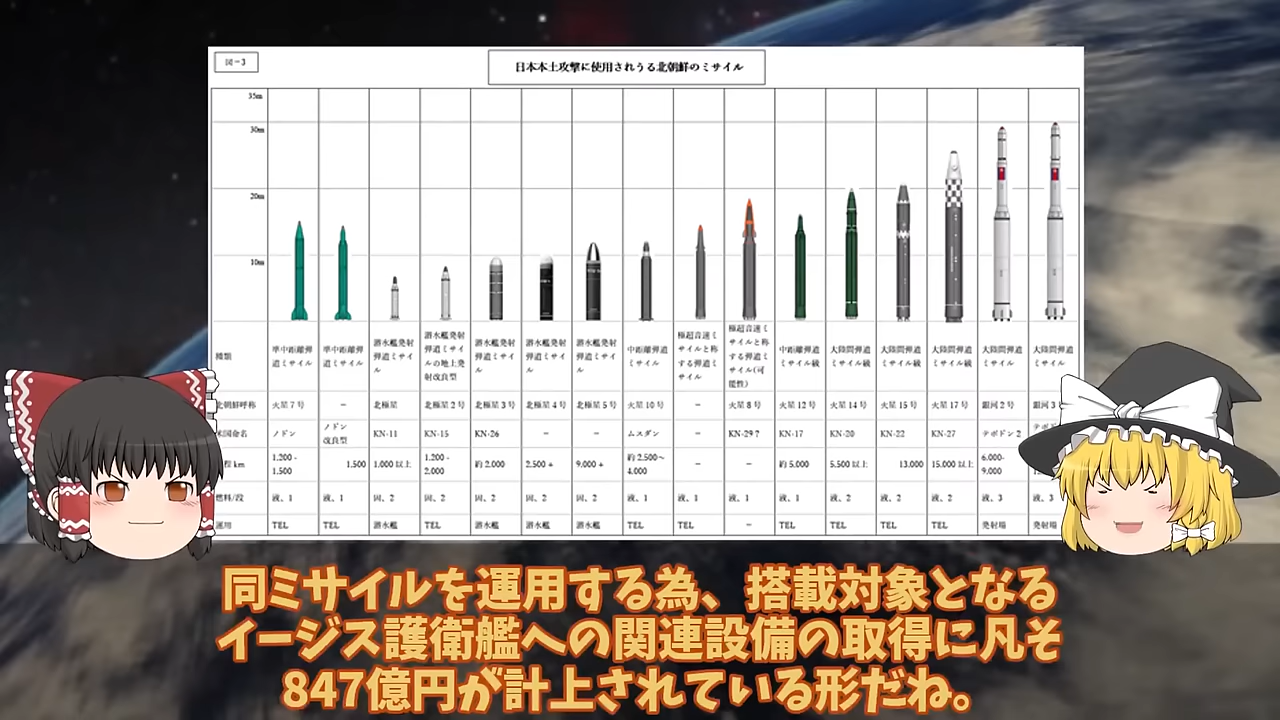 図-3
日本本土攻撃に使用されうる北朝鮮のミサイル
35m
30m
20m
10m
種類 準中距離弾道ミサイル 準中距離弾道ミサイル 潜水艦発射弾道ミサイル 潜水艦発射弾道ミサイルの地上発射改良型 潜水艦発射弾道ミサイル 潜水艦発射弾道ミサイル 潜水艦発射弾道ミサイル 中距離弾道ミサイル 極超音速ミサイルと称する弾道ミサイル 極超音速ミサイルと称する弾道ミサイル(可能性) 中距離弾道ミサイル級 大陸間弾道ミサイル級 大陸間弾道ミサイル級 大陸間弾道ミサイル級 大陸間弾道ミサイル 大陸間弾道ミサイル
北朝鮮呼称 火星7号 − 北極星 北極星2号 北極星3号 北極星4号 北極星5号 火星10号 − 火星8号 火星12号 火星14号 火星15号 火星17号 銀河2号 銀河3
米国命名 ノドン ノドン改良型 KN-11 KN-15 KN-26 − − ムスダン − KN-29? KN-17 KN-20 KN-22 KN-27 テポドン2 テポド
程km 1,200-1,500 1,500 1,000以上 1,200-2,000 約2,000 2,500+ 9,000+ 約2,500~4,000 − − 約5,000 5,500以上 13,000 15,000以上 6,000-9,000
燃料/段 液、1 液、1 固、2 固、2 固、2 固、2 固、2 液、1 液、1 液、1 液、1 液、2 液、2 液、2 液、3 液、3
運用 TEL TEL 潜水艦 TEL 潜水艦 潜水艦 潜水艦 TEL TEL − TEL TEL TEL TEL 発射場 発射場
同ミサイルを運用する為、搭載対象となる
イージス護衛艦への関連設備の取得に凡そ
847億円が計上されている形だね。